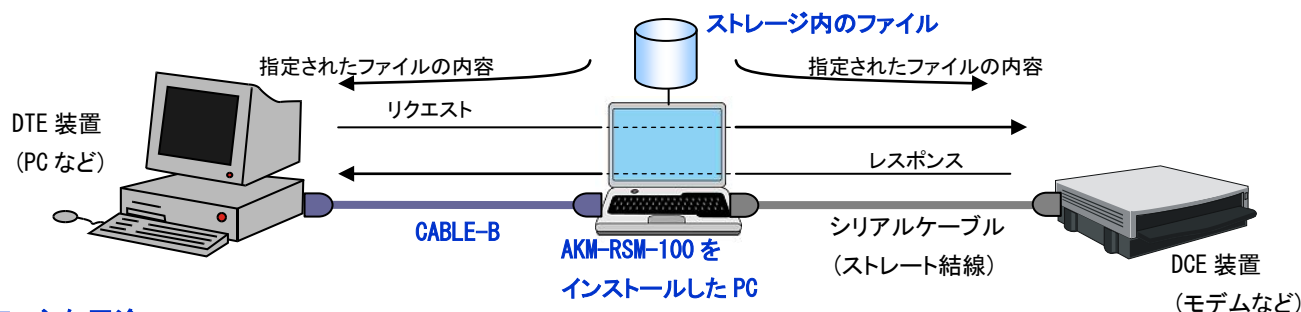 ストレージ内のファイル
指定されたファイルの内容
指定されたファイルの内容
リクエスト
DTE 装置
(PC など)
レスポンス
CABLE-B
AKM-RSM-100 を
インストールした PC
シリアルケーブル
(ストレート結線)
DCE 装置
(モデムなど)